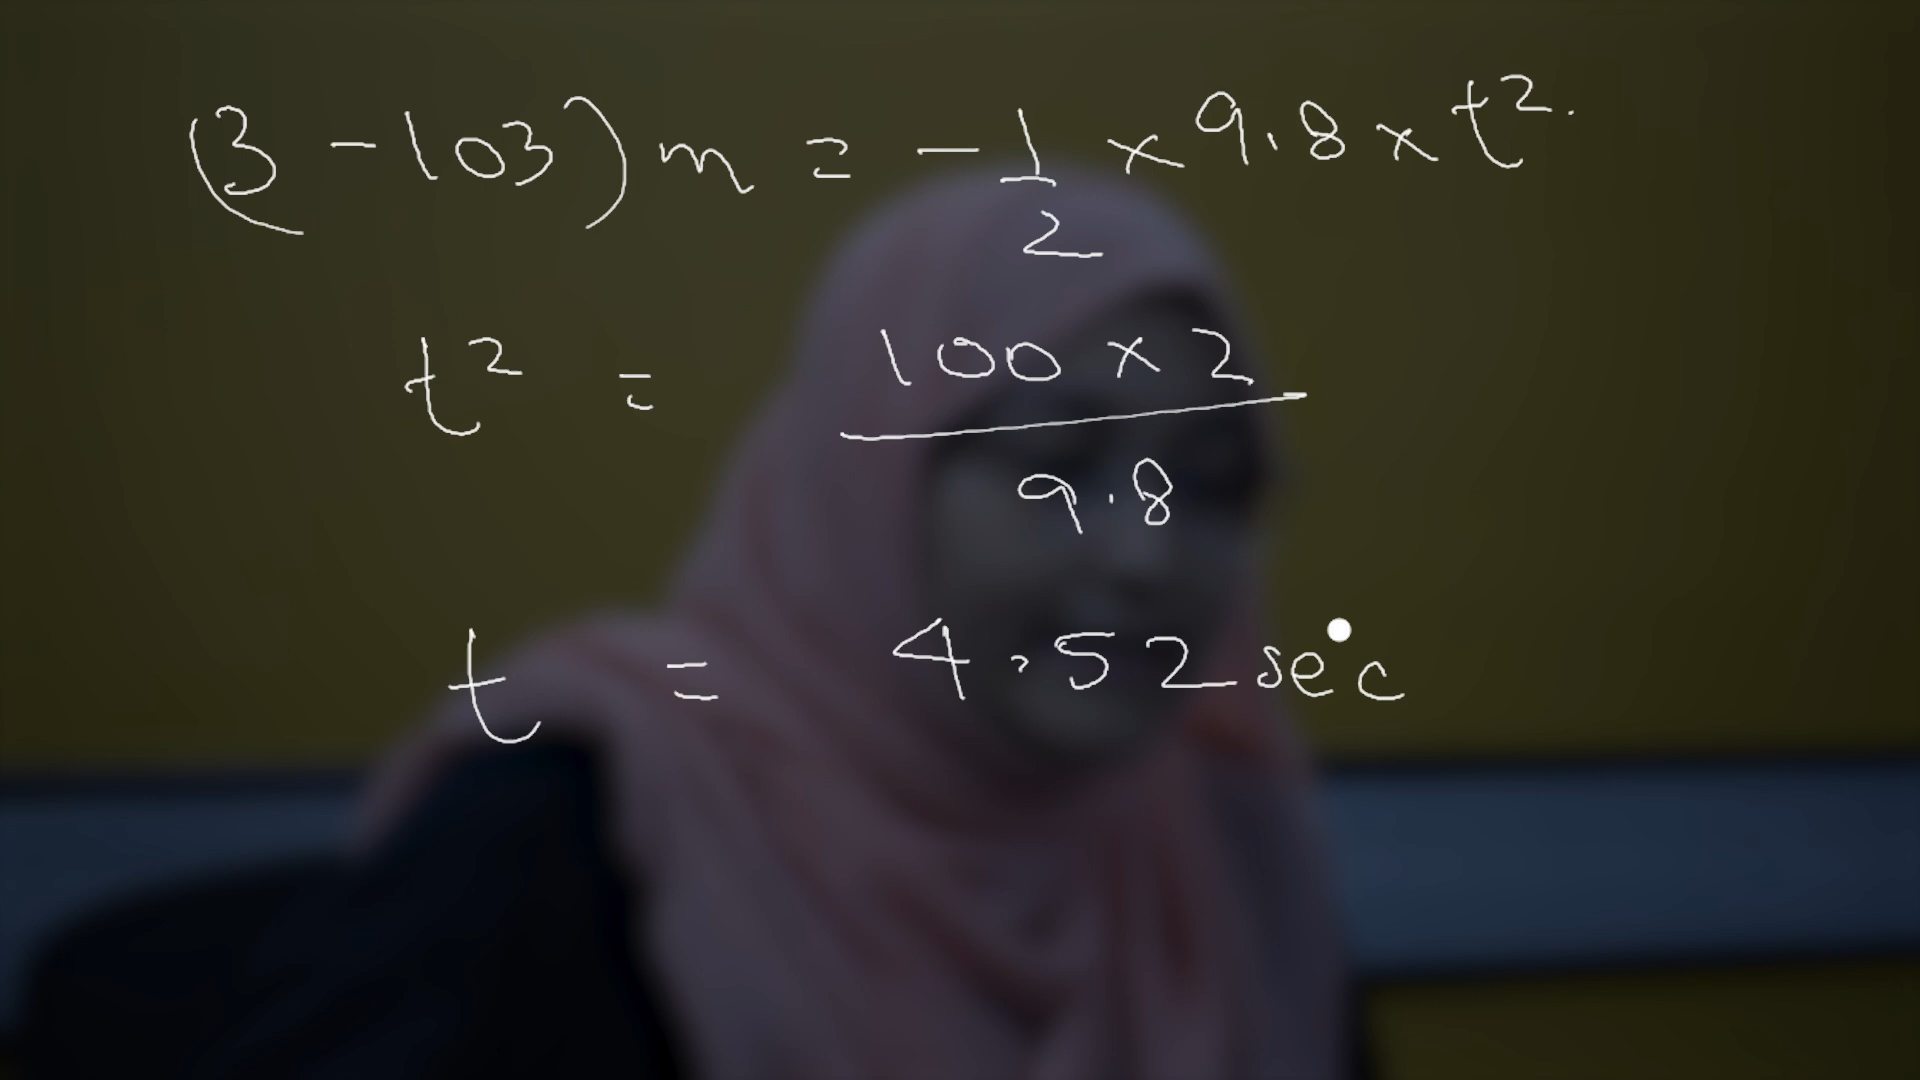 (3 - 103) m = - 1/2 × 9.8 × t².
t² = 100 × 2 / 9.8
t = 4.52 sec